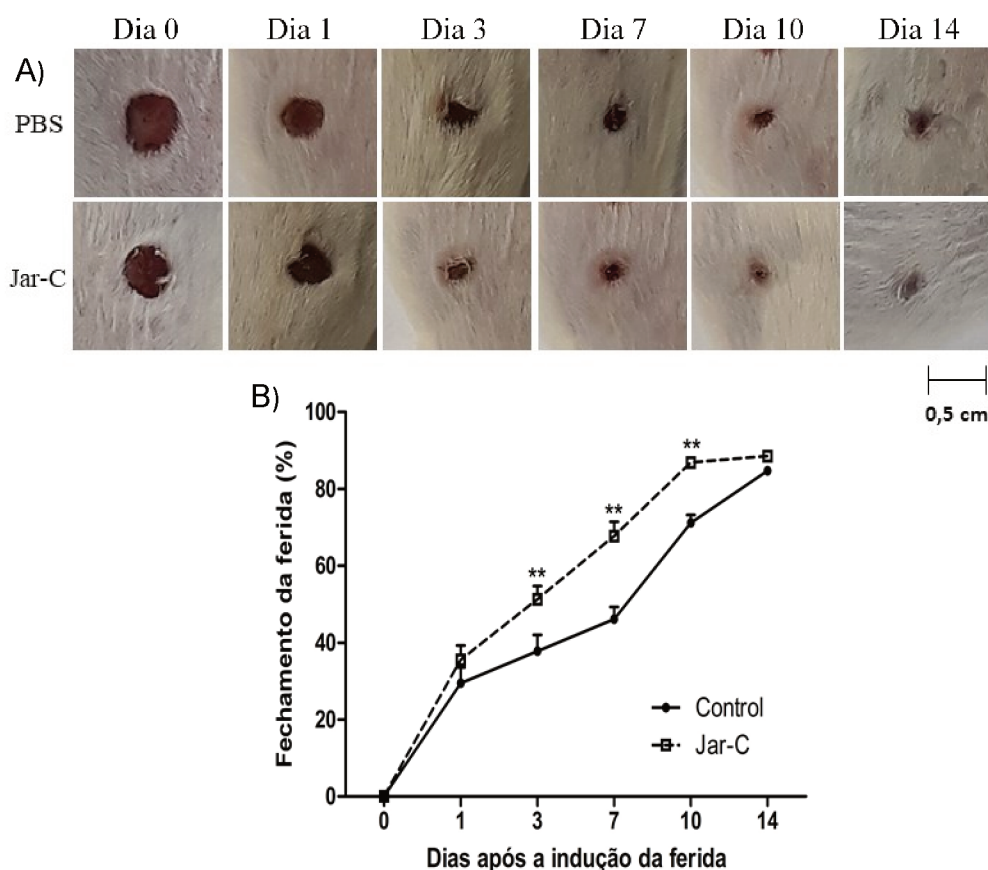 Dia 0 Dia 1 Dia 3 Dia 7 Dia 10 Dia 14
A)
PBS
Jar-C
0,5 cm
B)
Fechamento da ferida (%)
100
80
60
40
20
0
**
**
**
Control
Jar-C
0 1 3 7 10 14
Dias após a indução da ferida